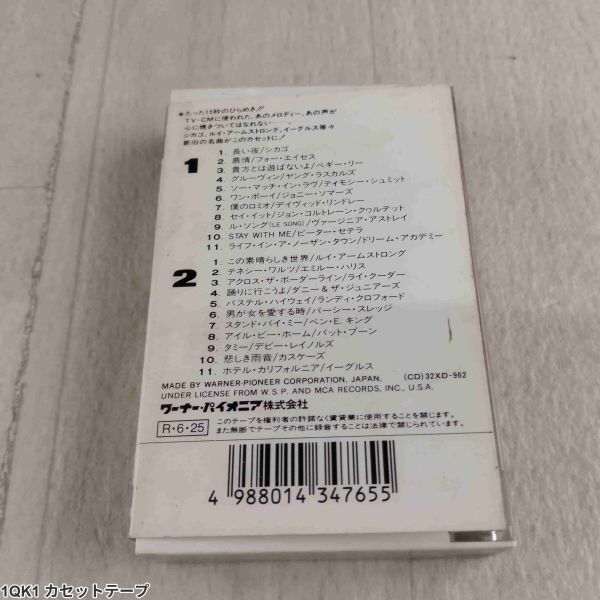 ★たった15秒のひらめき!!
TV・CMに使われた、あのメロディー、あの声が
心に焼きついてはなれない……
シカゴ、ルイ・アームストロング、イーグルス等々
新旧の名曲がこのカセットに!
1
1. 長い夜/シカゴ
2. 慕情/フォー・エイセス
3. 貴方とは遊ばないよ/ペギー・リー
4. グルーヴィン/ヤング・ラスカルズ
5. ソー・マッチ・イン・ラヴ/ティモシー・シュミット
6. ワン・ボーイ/ジョニー・ソマーズ
7. 僕のロミオ/デイヴィッド・リンドレー
8. セイ・イット/ジョン・コルトレーン・クヮルテット
9. ル・ソング(LE SONG)/ヴァージニア・アストレイ
10. STAY WITH ME/ピーター・セテラ
11. ライフ・イン・ア・ノーザン・タウン/ドリーム・アカデミー
2
1. この素晴らしき世界/ルイ・アームストロング
2. テネシー・ワルツ/エミルー・ハリス
3. アクロス・ザ・ボーダーライン/ライ・クーダー
4. 踊りに行こうよ/ダニー&ザ・ジュニアーズ
5. パステル・ハイウェイ/ランディ・クロフォード
6. 男が女を愛する時/パーシー・スレッジ
7. スタンド・バイ・ミー/ベン・E. キング
8. アイル・ビー・ホーム/パット・ブーン
9. タミー/デビー・レイノルズ
10. 悲しき雨音/カスケーズ
11. ホテル・カリフォルニア/イーグルス
MADE BY WARNER-PIONEER CORPORATION, JAPAN, (CD) 32XD-962
UNDER LICENSE FROM W.S.P. AND MCA RECORDS, INC., U.S.A.
ワーナー・パイオニア株式会社
R・6・25
このテープを権利者の許諾なく賃貸業に使用することを禁じます。
また無断でテープその他に録音することは法律で禁じられています。
4 988014 347655
1QK1 カセットテープ